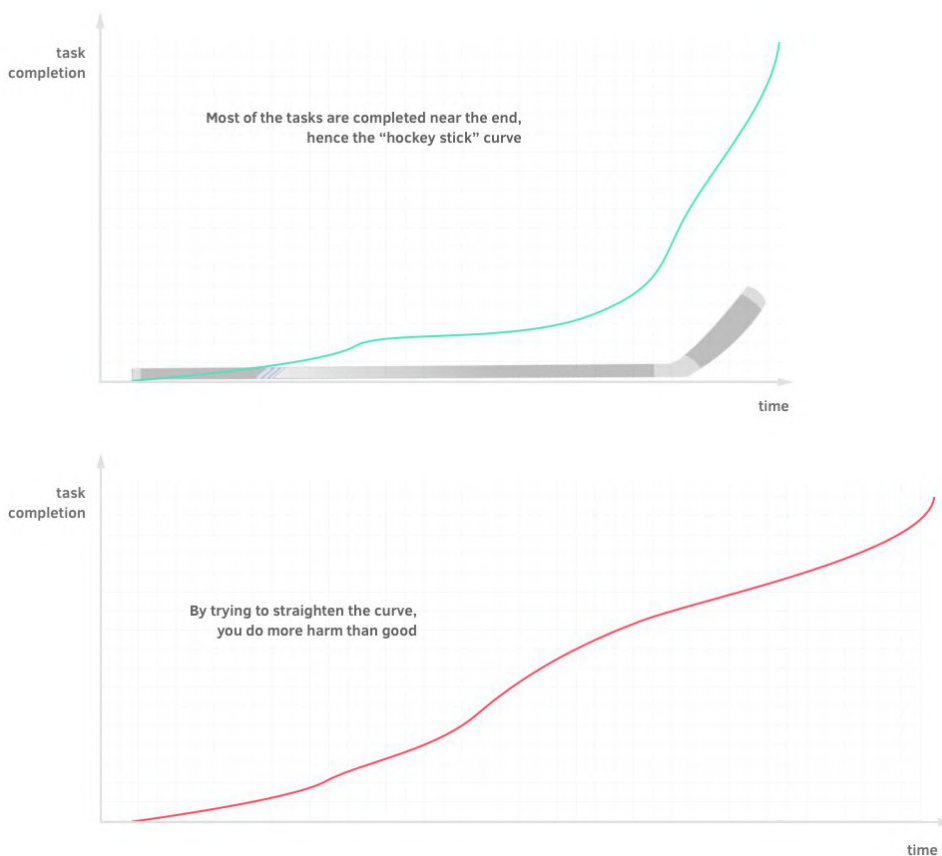 task
completion
Most of the tasks are completed near the end,
hence the “hockey stick” curve
time
task
completion
By trying to straighten the curve,
you do more harm than good
time